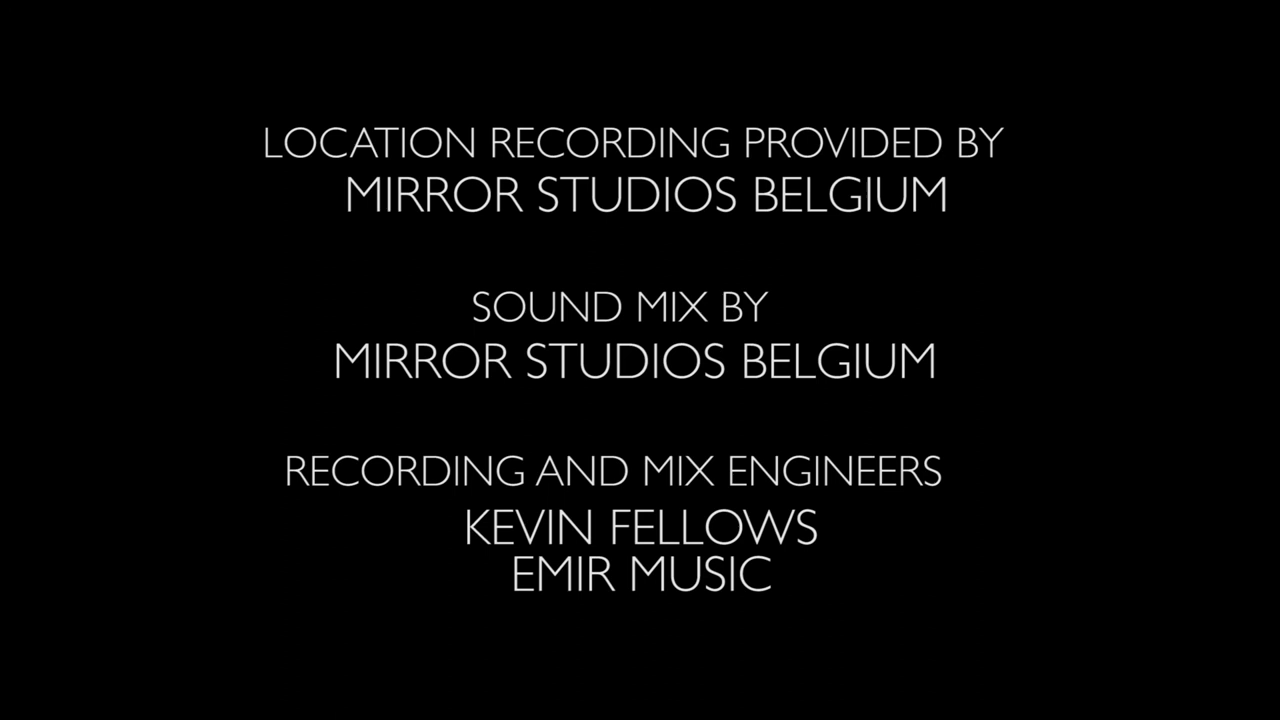 LOCATION RECORDING PROVIDED BY
MIRROR STUDIOS BELGIUM
SOUND MIX BY
MIRROR STUDIOS BELGIUM
RECORDING AND MIX ENGINEERS
KEVIN FELLOWS
EMIR MUSIC